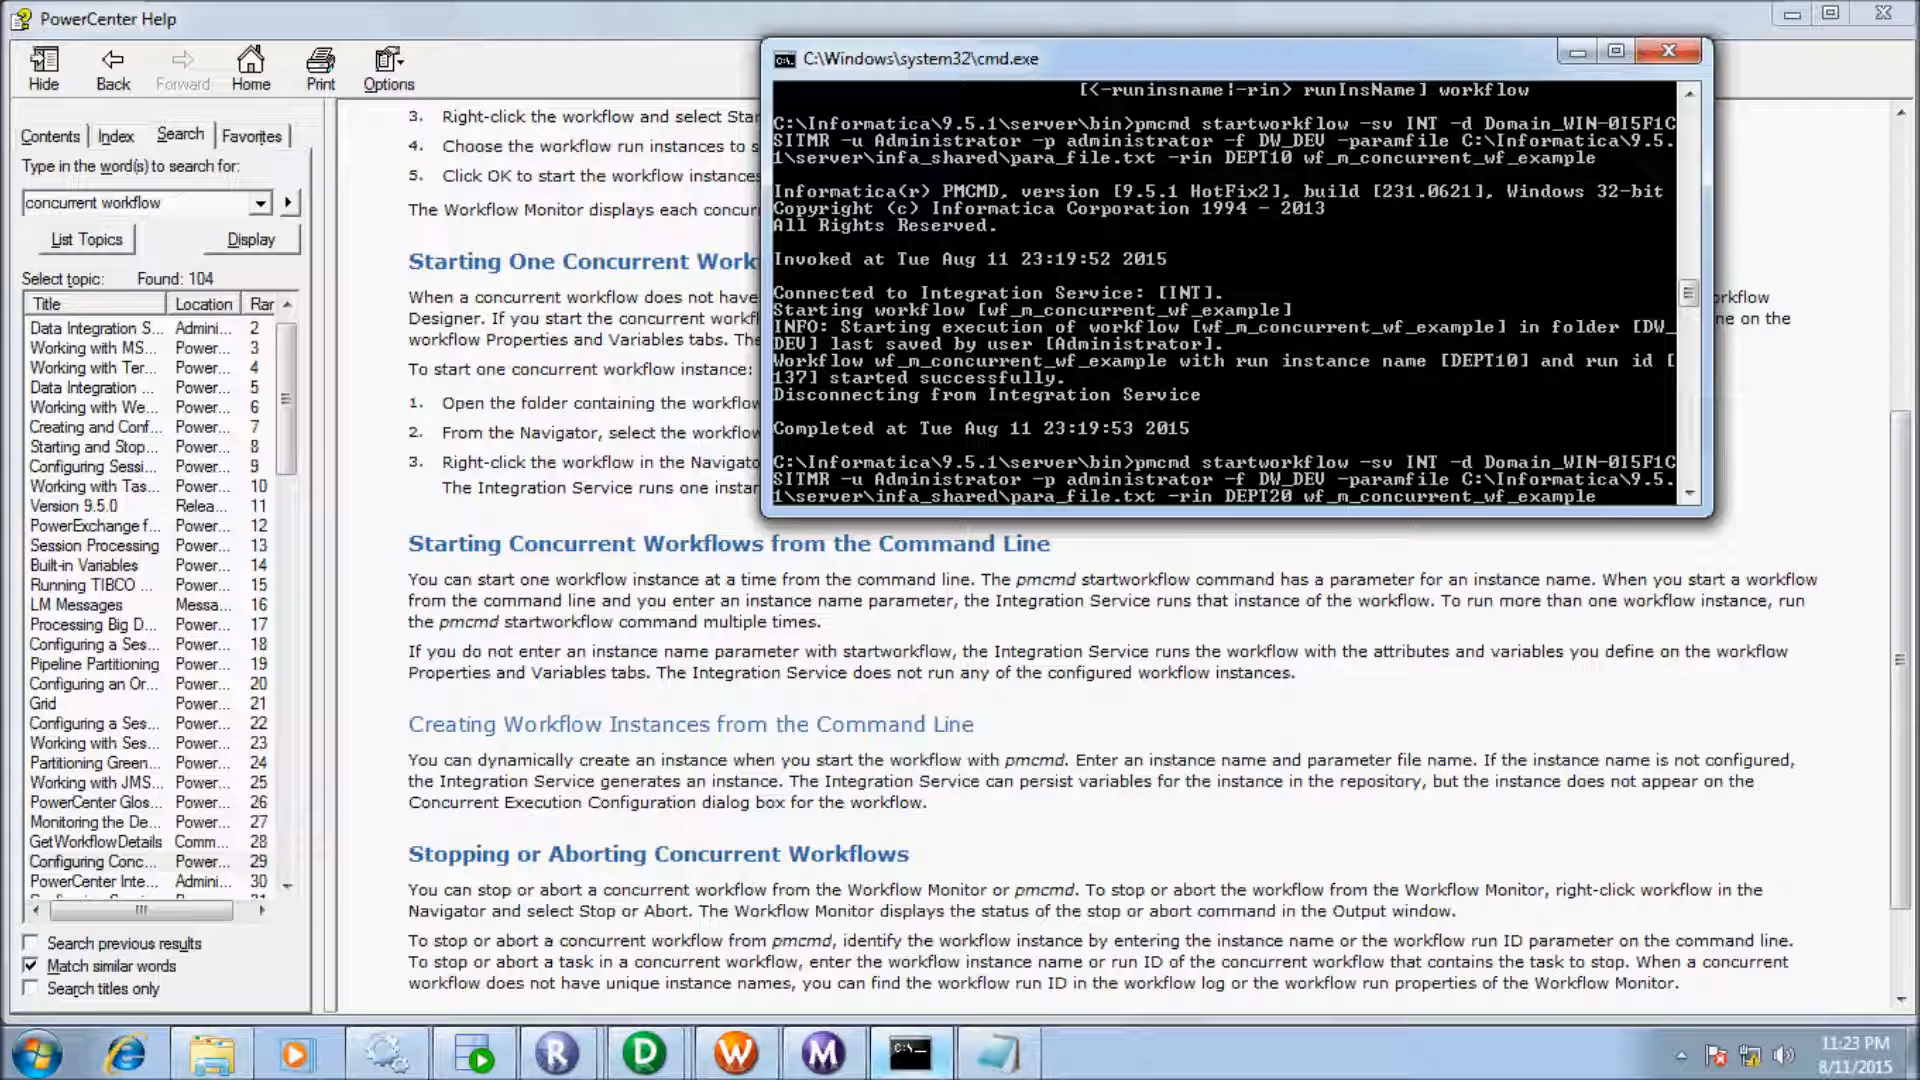 PowerCenter Help
Hide
Back
Forward
Home
Print
Options
Contents
Index
Search
Favorites
Type in the word(s) to search for:
concurrent workflow
List Topics
Display
Select topic: Found: 104
Title Location Ran
Data Integration S... Admini... 2
Working with MS... Power... 3
Working with Ter... Power... 4
Data Integration ... Power... 5
Working with We... Power... 6
Creating and Conf... Power... 7
Starting and Stop... Power... 8
Configuring Sessi... Power... 9
Working with Tas... Power... 10
Version 9.5.0 Relea... 11
PowerExchange f... Power... 12
Session Processing Power... 13
Built-in Variables Power... 14
Running TIBCO ... Power... 15
LM Messages Messa... 16
Processing Big D... Power... 17
Configuring a Ses... Power... 18
Pipeline Partitioning Power... 19
Configuring an Or... Power... 20
Grid Power... 21
Configuring a Ses... Power... 22
Working with Ses... Power... 23
Partitioning Green... Power... 24
Working with JMS... Power... 25
PowerCenter Glos... Power... 26
Monitoring the De... Power... 27
GetWorkflowDetails Comm... 28
Configuring Conc... Power... 29
PowerCenter Inte... Admini... 30
Search previous results
Match similar words
Search titles only
3. Right-click the workflow and select Star
4. Choose the workflow run instances to s
5. Click OK to start the workflow instances
The Workflow Monitor displays each concur
Starting One Concurrent Work
When a concurrent workflow does not have
Designer. If you start the concurrent workf
workflow Properties and Variables tabs. The
orkflow
ne on the
To start one concurrent workflow instance:
1. Open the folder containing the workflow
2. From the Navigator, select the workflow
3. Right-click the workflow in the Navigato
The Integration Service runs one instan
C:\Windows\system32\cmd.exe
[<-runinsname|-rin> runInsName] workflow
C:\Informatica\9.5.1\server\bin>pmcmd startworkflow -sv INT -d Domain_WIN-0I5F1C
SITMR -u Administrator -p administrator -f DW_DEV -paramfile C:\Informatica\9.5.
1\server\infa_shared\para_file.txt -rin DEPT10 wf_m_concurrent_wf_example
Informatica(r) PMCMD, version [9.5.1 HotFix2], build [231.0621], Windows 32-bit
Copyright (c) Informatica Corporation 1994 - 2013
All Rights Reserved.
Invoked at Tue Aug 11 23:19:52 2015
Connected to Integration Service: [INT].
Starting workflow [wf_m_concurrent_wf_example]
INFO: Starting execution of workflow [wf_m_concurrent_wf_example] in folder [DW_
DEV] last saved by user [Administrator].
Workflow wf_m_concurrent_wf_example with run instance name [DEPT10] and run id [
137] started successfully.
Disconnecting from Integration Service
Completed at Tue Aug 11 23:19:53 2015
C:\Informatica\9.5.1\server\bin>pmcmd startworkflow -sv INT -d Domain_WIN-0I5F1C
SITMR -u Administrator -p administrator -f DW_DEV -paramfile C:\Informatica\9.5.
1\server\infa_shared\para_file.txt -rin DEPT20 wf_m_concurrent_wf_example
Starting Concurrent Workflows from the Command Line
You can start one workflow instance at a time from the command line. The pmcmd startworkflow command has a parameter for an instance name. When you start a workflow
from the command line and you enter an instance name parameter, the Integration Service runs that instance of the workflow. To run more than one workflow instance, run
the pmcmd startworkflow command multiple times.
If you do not enter an instance name parameter with startworkflow, the Integration Service runs the workflow with the attributes and variables you define on the workflow
Properties and Variables tabs. The Integration Service does not run any of the configured workflow instances.
Creating Workflow Instances from the Command Line
You can dynamically create an instance when you start the workflow with pmcmd. Enter an instance name and parameter file name. If the instance name is not configured,
the Integration Service generates an instance. The Integration Service can persist variables for the instance in the repository, but the instance does not appear on the
Concurrent Execution Configuration dialog box for the workflow.
Stopping or Aborting Concurrent Workflows
You can stop or abort a concurrent workflow from the Workflow Monitor or pmcmd. To stop or abort the workflow from the Workflow Monitor, right-click workflow in the
Navigator and select Stop or Abort. The Workflow Monitor displays the status of the stop or abort command in the Output window.
To stop or abort a concurrent workflow from pmcmd, identify the workflow instance by entering the instance name or the workflow run ID parameter on the command line.
To stop or abort a task in a concurrent workflow, enter the workflow instance name or run ID of the concurrent workflow that contains the task to stop. When a concurrent
workflow does not have unique instance names, you can find the workflow run ID in the workflow log or the workflow run properties of the Workflow Monitor.
R
D
W
M
C:\_
11:23 PM
8/11/2015